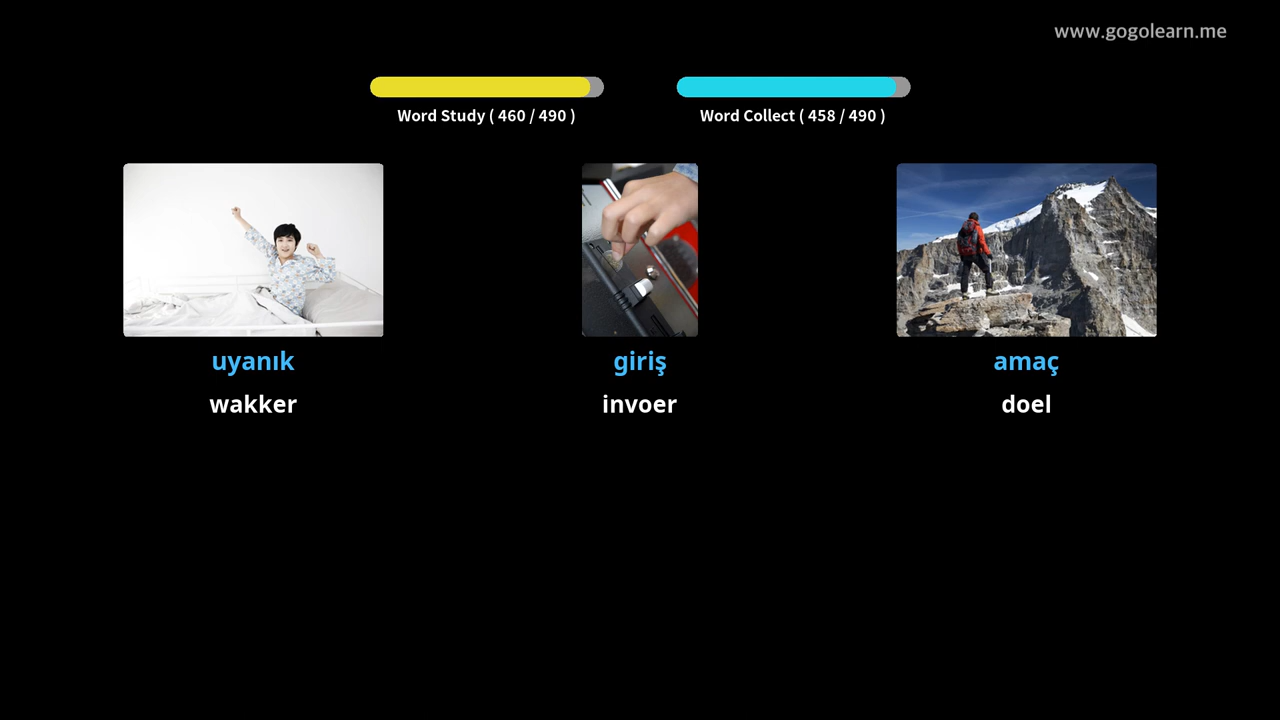 www.gogolearn.me
Word Study ( 460 / 490 )
Word Collect ( 458 / 490 )
uyanık
giriş
amaç
wakker
invoer
doel